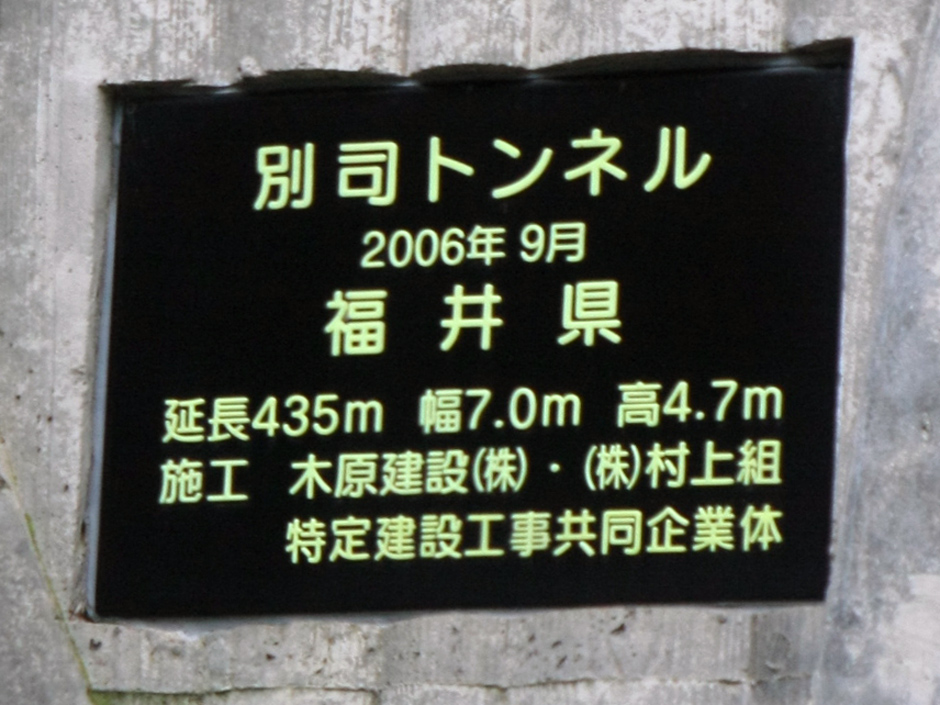 別司トンネル
2006年 9月
福井県
延長435m 幅7.0m 高4.7m
施工 木原建設㈱・㈱村上組
特定建設工事共同企業体